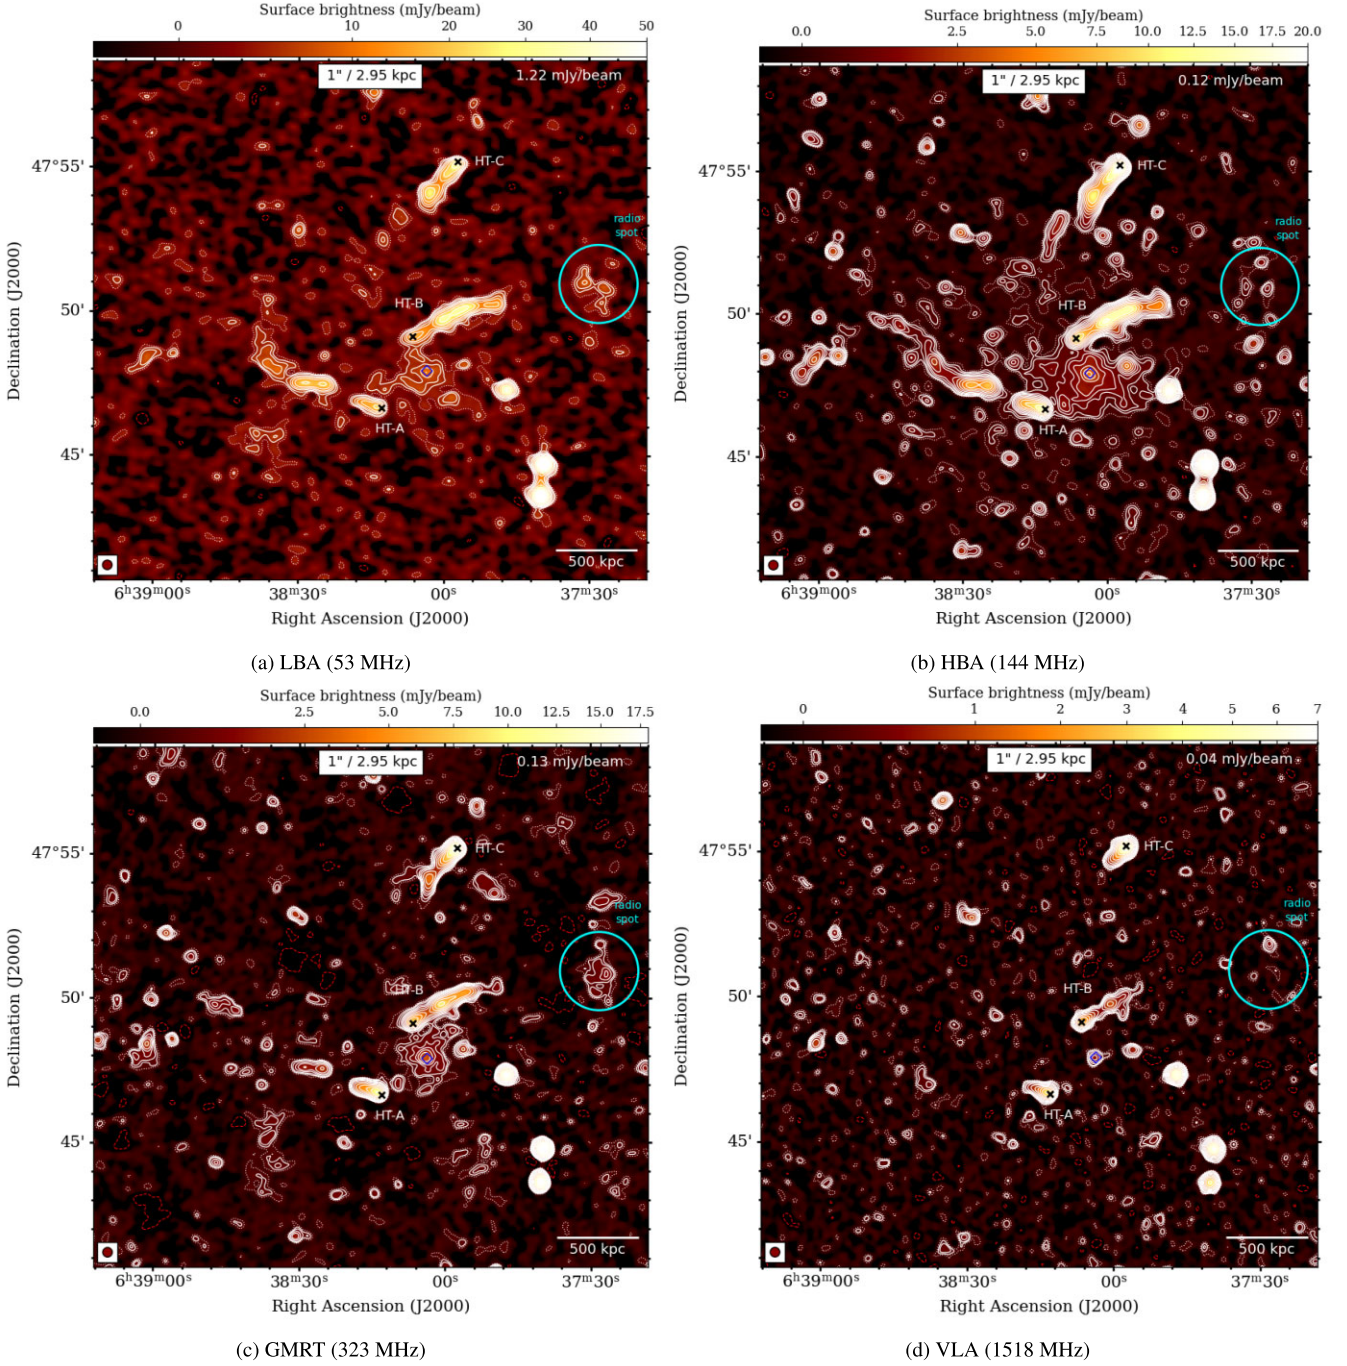 Surface brightness (mJy/beam)
0 10 20 30 40 50
1" / 2.95 kpc
1.22 mJy/beam
HT-C
47°55'
radio
spot
HT-B
50'
HT-A
45'
500 kpc
Declination (J2000)
6ʰ39ᵐ00ˢ 38ᵐ30ˢ 00ˢ 37ᵐ30ˢ
Right Ascension (J2000)
(a) LBA (53 MHz)
Surface brightness (mJy/beam)
0.0 2.5 5.0 7.5 10.0 12.5 15.0 17.5 20.0
1" / 2.95 kpc
0.12 mJy/beam
HT-C
47°55'
radio
spot
HT-B
50'
HT-A
45'
500 kpc
Declination (J2000)
6ʰ39ᵐ00ˢ 38ᵐ30ˢ 00ˢ 37ᵐ30ˢ
Right Ascension (J2000)
(b) HBA (144 MHz)
Surface brightness (mJy/beam)
0.0 2.5 5.0 7.5 10.0 12.5 15.0 17.5
1" / 2.95 kpc
0.13 mJy/beam
HT-C
47°55'
radio
spot
HT-B
50'
HT-A
45'
500 kpc
Declination (J2000)
6ʰ39ᵐ00ˢ 38ᵐ30ˢ 00ˢ 37ᵐ30ˢ
Right Ascension (J2000)
(c) GMRT (323 MHz)
Surface brightness (mJy/beam)
0 1 2 3 4 5 6 7
1" / 2.95 kpc
0.04 mJy/beam
HT-C
47°55'
radio
spot
HT-B
50'
HT-A
45'
500 kpc
Declination (J2000)
6ʰ39ᵐ00ˢ 38ᵐ30ˢ 00ˢ 37ᵐ30ˢ
Right Ascension (J2000)
(d) VLA (1518 MHz)